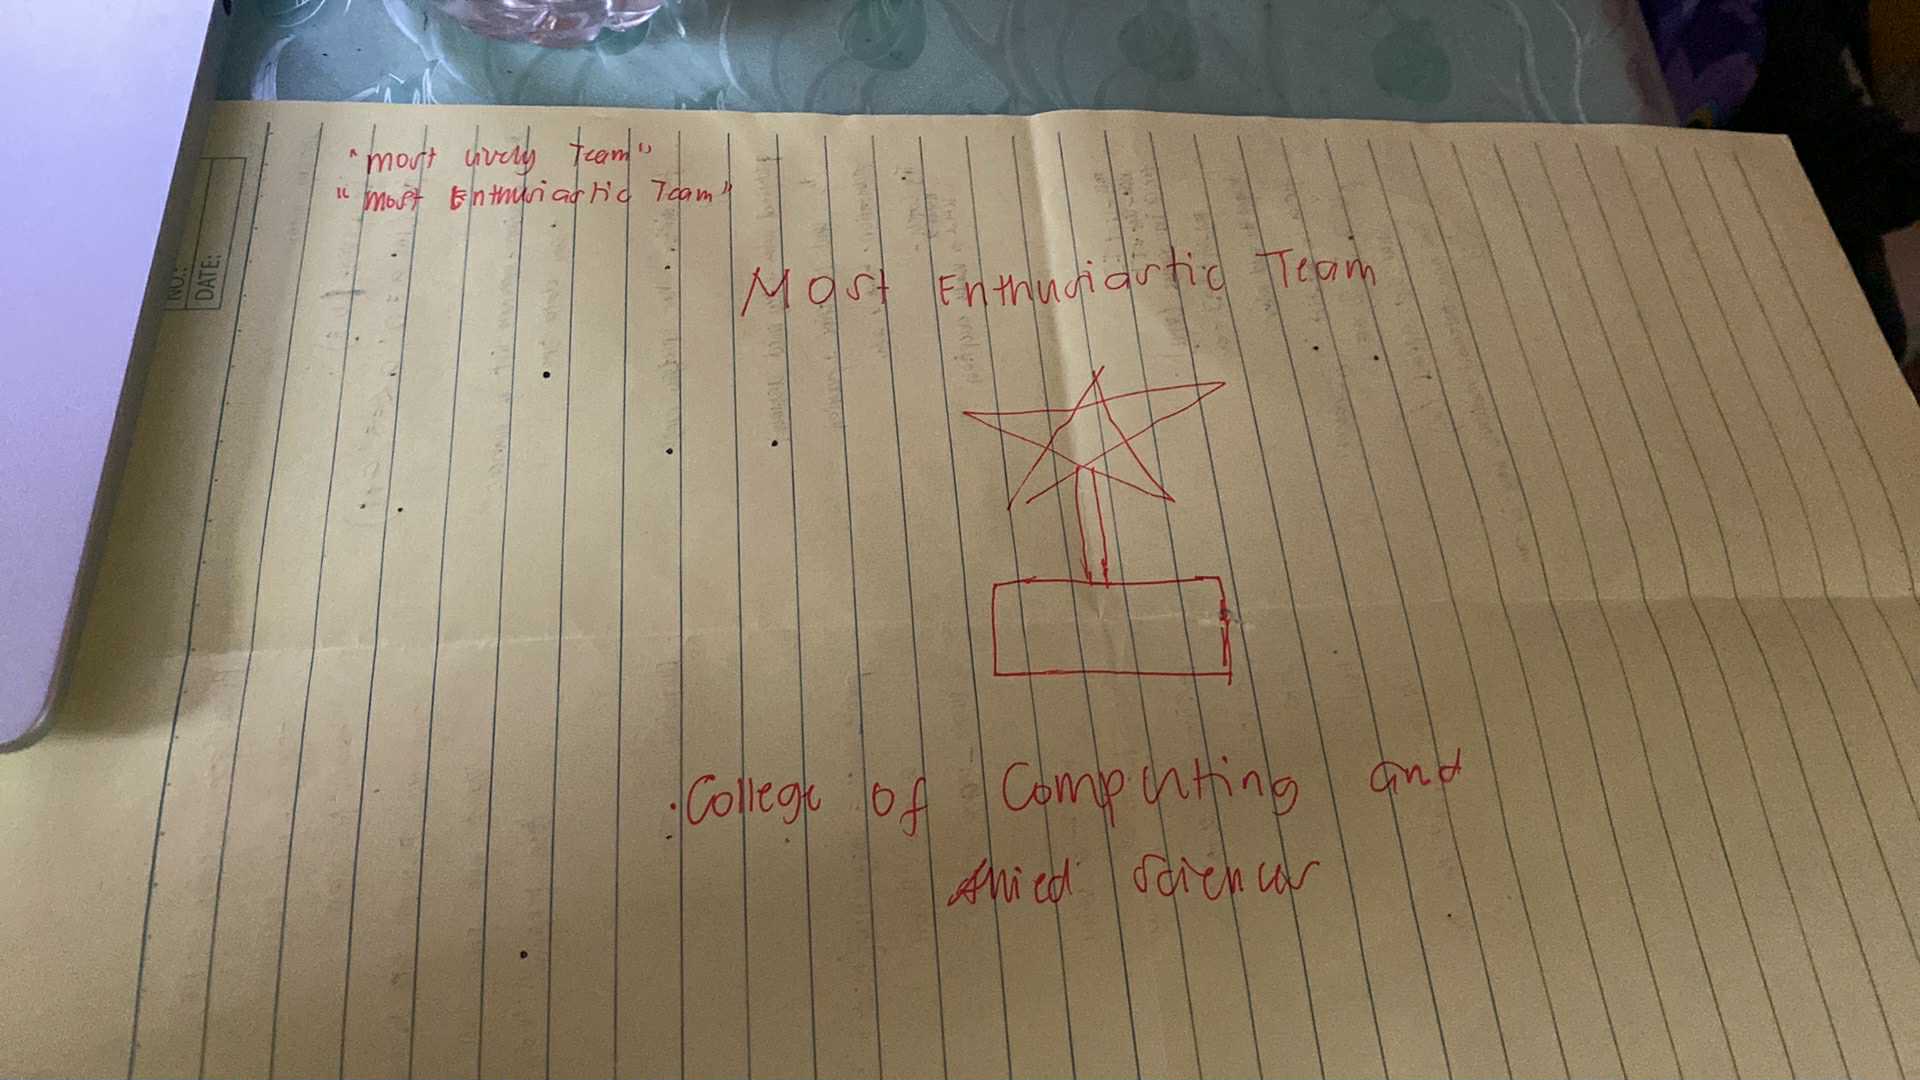 "most lively Team"
"most Enthusiastic Team"
Most Enthusiastic Team
College of Computing and
Allied Sciences
NO.:
DATE: